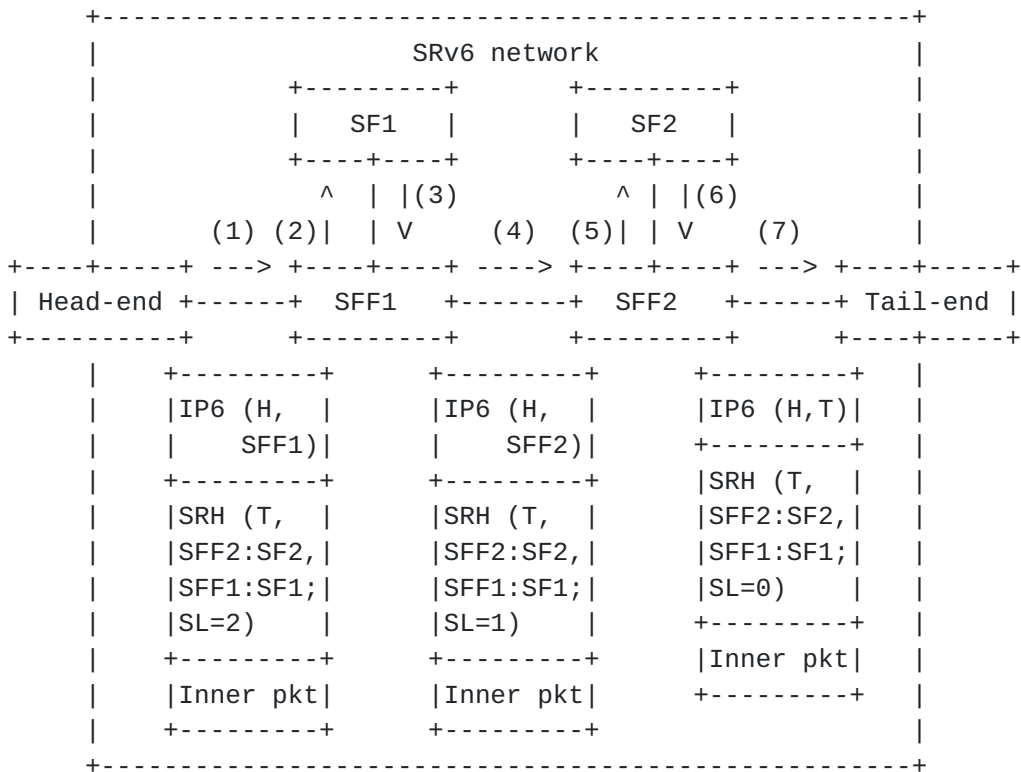 SRv6 network
SF1 SF2
(3) (6)
(1) (2) (4) (5) (7)
Head-end SFF1 SFF2 Tail-end
IP6 (H, IP6 (H, IP6 (H,T)
SFF1) SFF2)
SRH (T,
SRH (T, SRH (T, SFF2:SF2,
SFF2:SF2, SFF2:SF2, SFF1:SF1;
SFF1:SF1; SFF1:SF1; SL=0)
SL=2) SL=1)
Inner pkt
Inner pkt Inner pkt